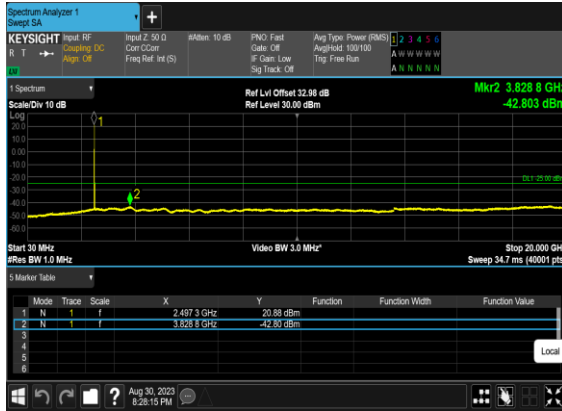 Spectrum Analyzer 1
Swept SA
+
KEYSIGHT
R T
LV
Input: RF
Coupling: DC
Align: Off
Input Z: 50 Ω
Corr CCorr
Freq Ref: Int (S)
#Atten: 10 dB
PNO: Fast
Gate: Off
IF Gain: Low
Sig Track: Off
Avg Type: Power (RMS)
Avg|Hold: 100/100
Trig: Free Run
1 2 3 4 5 6
A W W W W W
A N N N N N
1 Spectrum
Scale/Div 10 dB
Ref Lvl Offset 32.98 dB
Ref Level 30.00 dBm
Mkr2 3.828 8 GHz
-42.803 dBm
Log
20.0
10.0
0.00
-10.0
-20.0
-30.0
-40.0
-50.0
-60.0
1
2
DL1 -25.00 dBm
Start 30 MHz
#Res BW 1.0 MHz
Video BW 3.0 MHz*
Stop 20.000 GHz
Sweep 34.7 ms (40001 pts)
5 Marker Table
Mode Trace Scale X Y Function Function Width Function Value
1 N 1 f 2.497 3 GHz 20.88 dBm
2 N 1 f 3.828 8 GHz -42.80 dBm
3
4
5
6
Local
?
Aug 30, 2023
8:28:15 PM